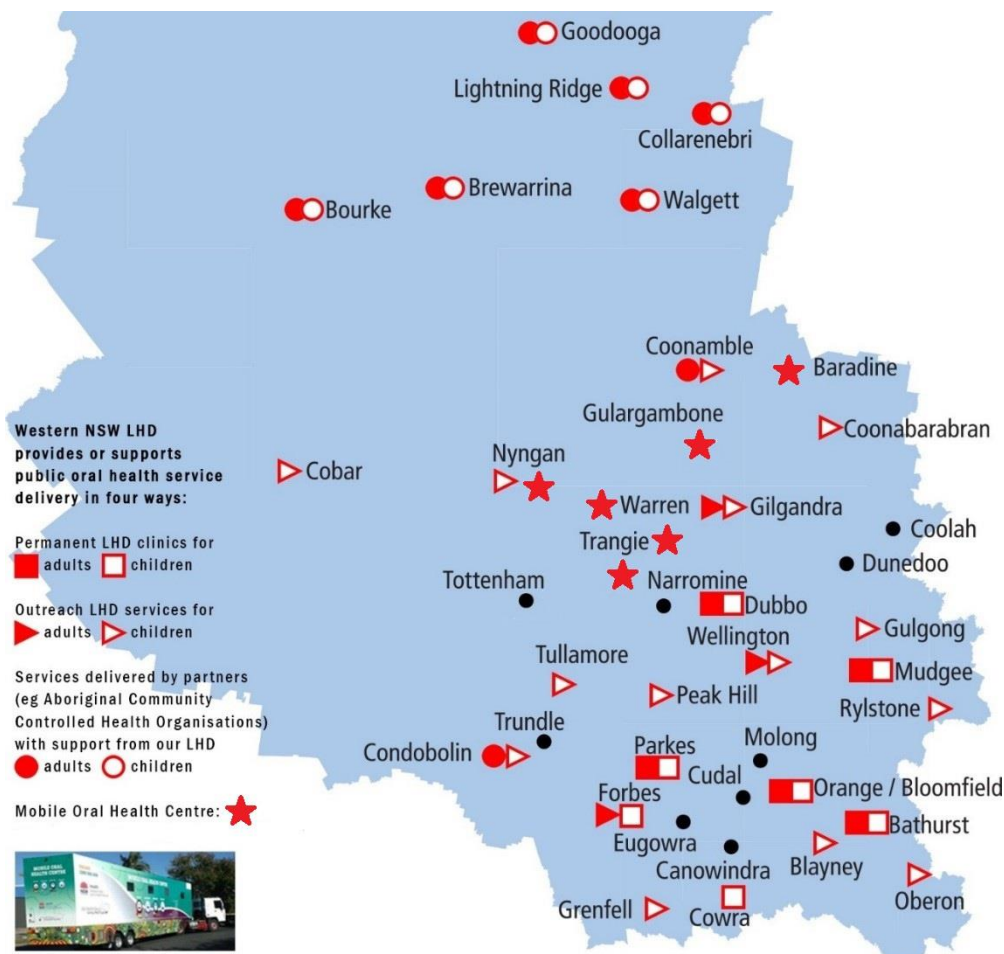 Goodooga
Lightning Ridge
Collarenebri
Brewarrina
Bourke
Walgett
Coonamble
Baradine
Gulargambone
Coonabarabran
Nyngan
Cobar
Warren
Gilgandra
Coolah
Trangie
Dunedoo
Tottenham
Narromine
Dubbo
Wellington
Gulgong
Tullamore
Mudgee
Peak Hill
Rylstone
Trundle
Molong
Condobolin
Parkes
Cudal
Orange / Bloomfield
Forbes
Bathurst
Eugowra
Blayney
Canowindra
Oberon
Grenfell
Cowra
Western NSW LHD
provides or supports
public oral health service
delivery in four ways:
Permanent LHD clinics for
adults children
Outreach LHD services for
adults children
Services delivered by partners
(eg Aboriginal Community
Controlled Health Organisations)
with support from our LHD
adults children
Mobile Oral Health Centre:
MOBILE ORAL
HEALTH CENTRE
MOBILE ORAL HEALTH CENTRE